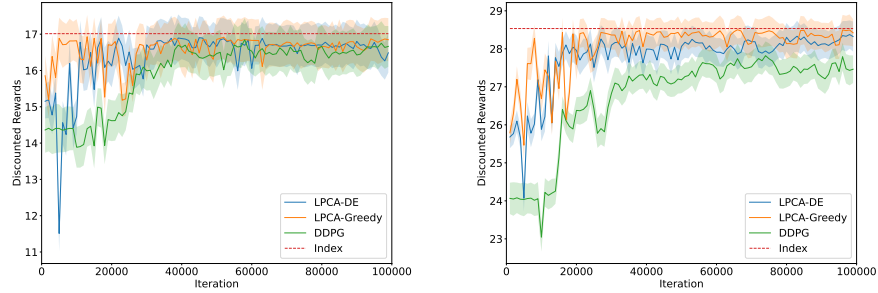 17
16
15
14
13
12
11
0
20000
40000
60000
80000
100000
Discounted Rewards
Iteration
LPCA-DE
LPCA-Greedy
DDPG
Index
29
28
27
26
25
24
23
0
20000
40000
60000
80000
100000
Discounted Rewards
Iteration
LPCA-DE
LPCA-Greedy
DDPG
Index